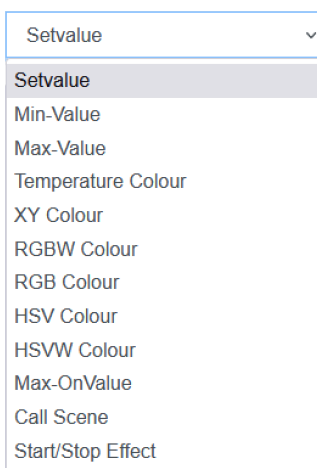 Setvalue
Setvalue
Min-Value
Max-Value
Temperature Colour
XY Colour
RGBW Colour
RGB Colour
HSV Colour
HSVW Colour
Max-OnValue
Call Scene
Start/Stop Effect